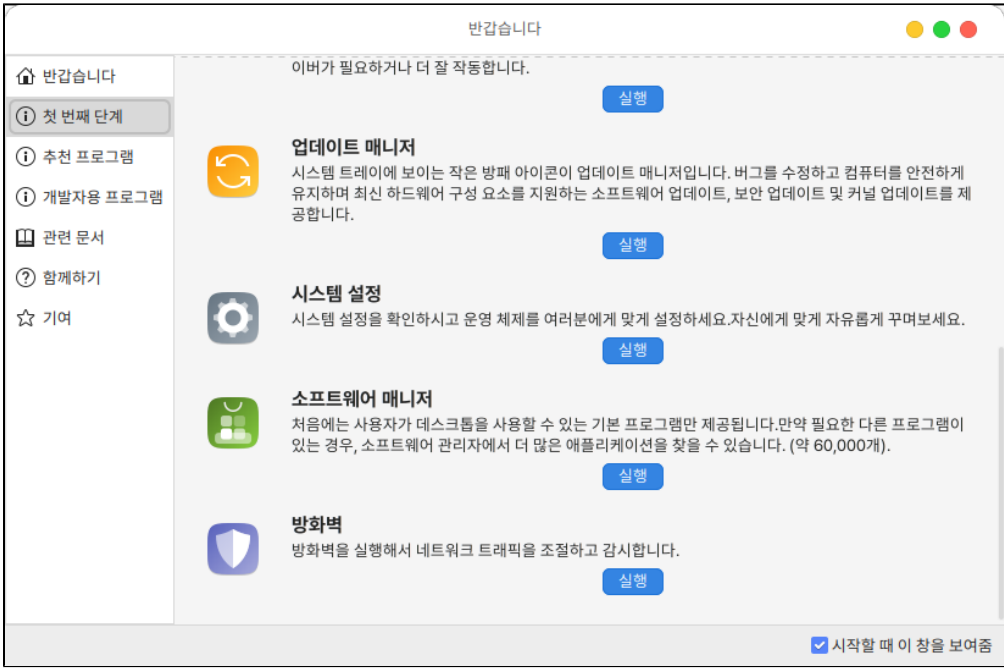 반갑습니다
반갑습니다
첫 번째 단계
추천 프로그램
개발자용 프로그램
관련 문서
함께하기
기여
이버가 필요하거나 더 잘 작동합니다.
실행
업데이트 매니저
시스템 트레이에 보이는 작은 방패 아이콘이 업데이트 매니저입니다. 버그를 수정하고 컴퓨터를 안전하게
유지하며 최신 하드웨어 구성 요소를 지원하는 소프트웨어 업데이트, 보안 업데이트 및 커널 업데이트를 제
공합니다.
실행
시스템 설정
시스템 설정을 확인하시고 운영 체제를 여러분에게 맞게 설정하세요.자신에게 맞게 자유롭게 꾸며보세요.
실행
소프트웨어 매니저
처음에는 사용자가 데스크톱을 사용할 수 있는 기본 프로그램만 제공됩니다.만약 필요한 다른 프로그램이
있는 경우, 소프트웨어 관리자에서 더 많은 애플리케이션을 찾을 수 있습니다. (약 60,000개).
실행
방화벽
방화벽을 실행해서 네트워크 트래픽을 조절하고 감시합니다.
실행
시작할 때 이 창을 보여줌